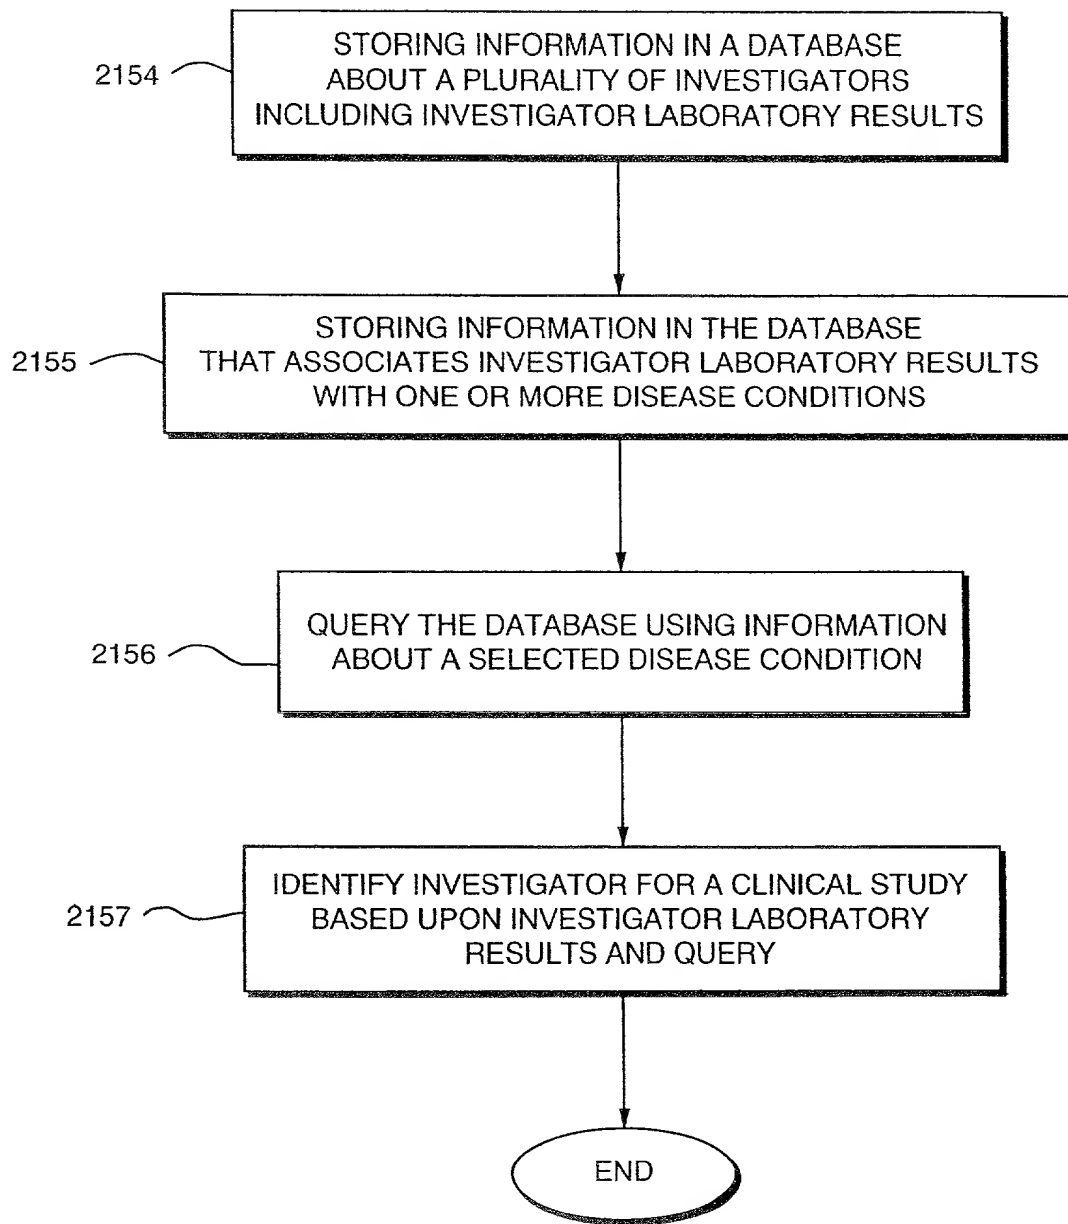 2154
STORING INFORMATION IN A DATABASE
ABOUT A PLURALITY OF INVESTIGATORS
INCLUDING INVESTIGATOR LABORATORY RESULTS
2155
STORING INFORMATION IN THE DATABASE
THAT ASSOCIATES INVESTIGATOR LABORATORY RESULTS
WITH ONE OR MORE DISEASE CONDITIONS
2156
QUERY THE DATABASE USING INFORMATION
ABOUT A SELECTED DISEASE CONDITION
2157
IDENTIFY INVESTIGATOR FOR A CLINICAL STUDY
BASED UPON INVESTIGATOR LABORATORY
RESULTS AND QUERY
END